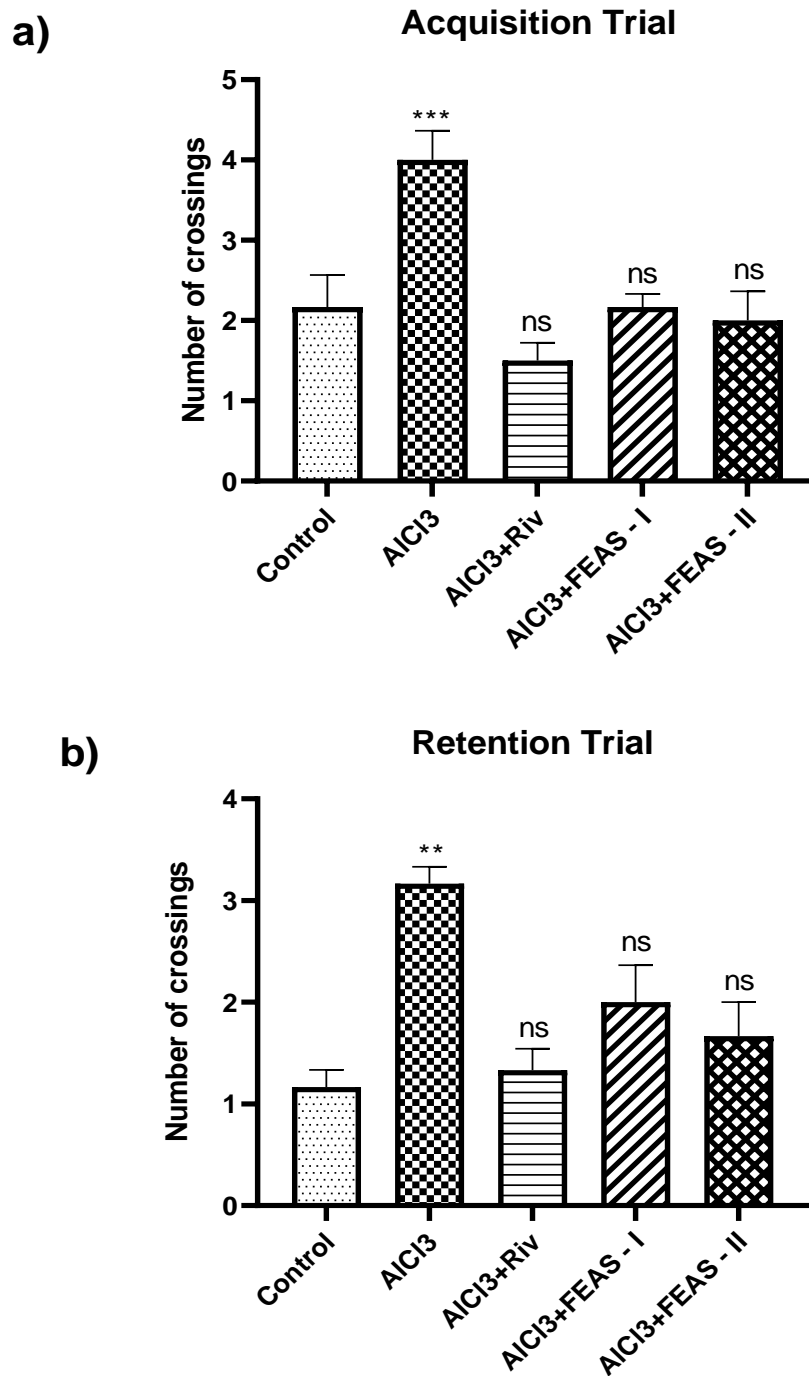 a)
Acquisition Trial
Number of crossings
5
4
3
2
1
0
***
ns
ns
ns
Control
AlCl3
AlCl3+Riv
AlCl3+FEAS - I
AlCl3+FEAS - II
b)
Retention Trial
Number of crossings
4
3
2
1
0
**
ns
ns
ns
Control
AlCl3
AlCl3+Riv
AlCl3+FEAS - I
AlCl3+FEAS - II